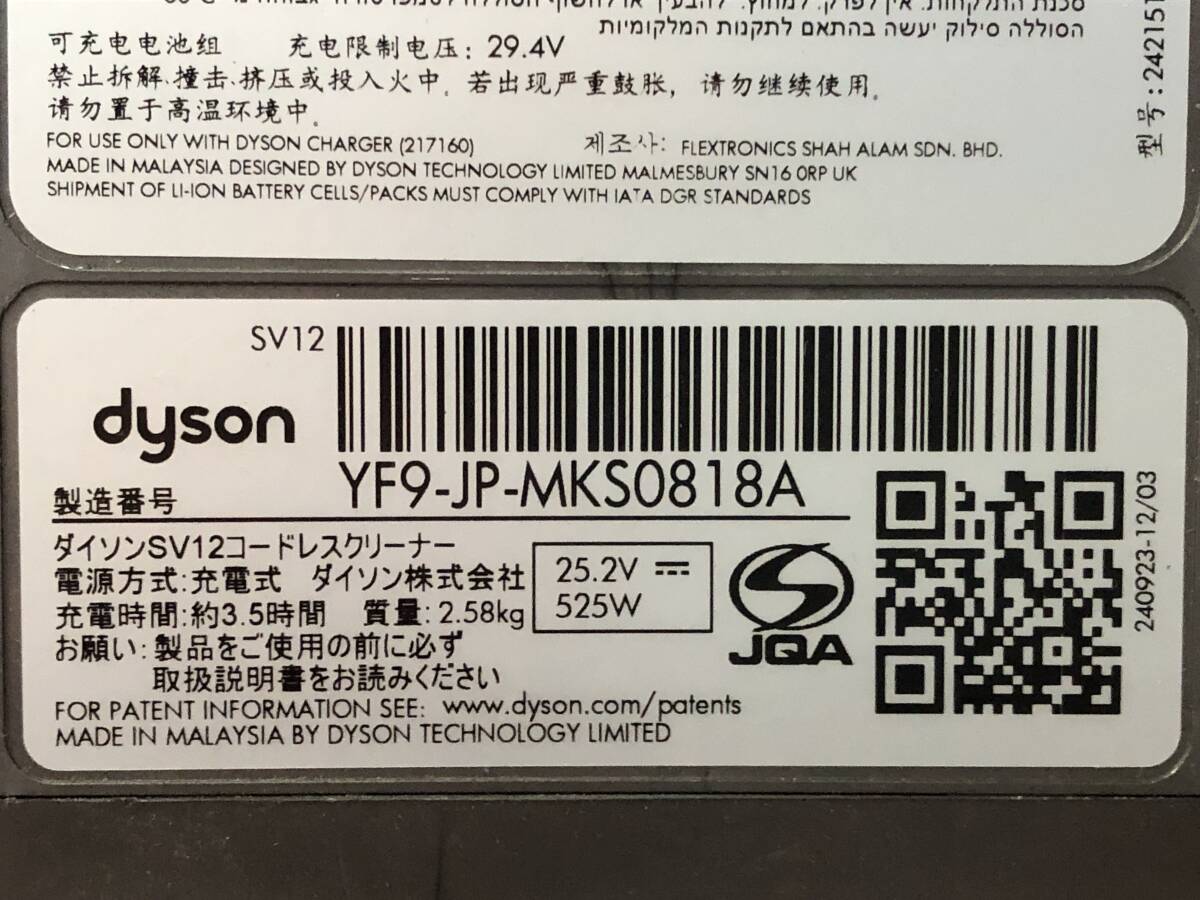 הסוללה סילוק יעשה בהתאם לתקנות המלקומיות
可充电电池组 充电限制电压: 29.4V
禁止拆解、撞击、挤压或投入火中。若出现严重鼓胀，请勿继续使用。
请勿置于高温环境中。
FOR USE ONLY WITH DYSON CHARGER (217160) 제조사: FLEXTRONICS SHAH ALAM SDN. BHD.
MADE IN MALAYSIA DESIGNED BY DYSON TECHNOLOGY LIMITED MALMESBURY SN16 0RP UK
SHIPMENT OF LI-ION BATTERY CELLS/PACKS MUST COMPLY WITH IATA DGR STANDARDS
型号: 242151
SV12
dyson
製造番号 YF9-JP-MKS0818A
ダイソンSV12コードレスクリーナー
電源方式:充電式 ダイソン株式会社
充電時間:約3.5時間 質量:2.58kg
お願い:製品をご使用の前に必ず
取扱説明書をお読みください
25.2V
525W
JQA
FOR PATENT INFORMATION SEE: www.dyson.com/patents
MADE IN MALAYSIA BY DYSON TECHNOLOGY LIMITED
240923-12/03